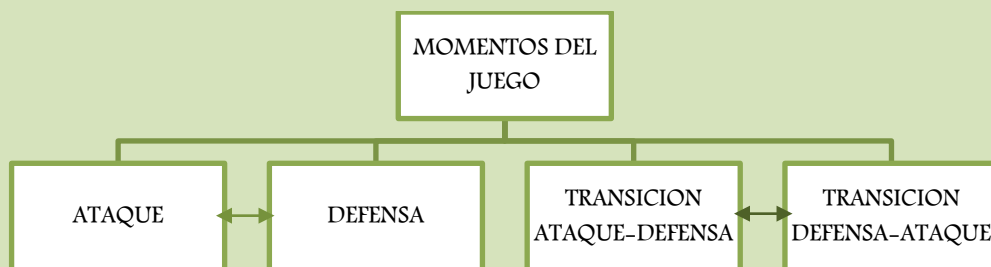 MOMENTOS DEL
JUEGO
ATAQUE
DEFENSA
TRANSICION
ATAQUE-DEFENSA
TRANSICION
DEFENSA-ATAQUE